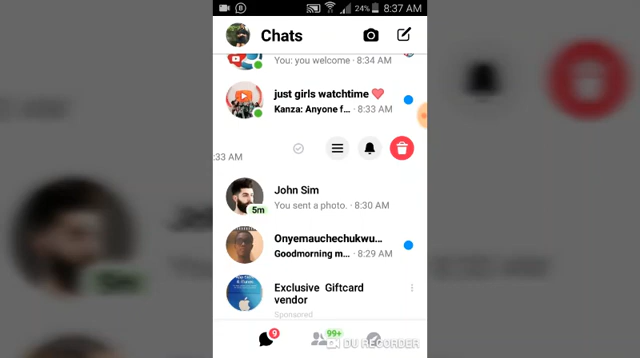 24% 8:37 AM
Chats
You: you welcome · 8:34 AM
just girls watchtime
Kanza: Anyone f... · 8:33 AM
:33 AM
John Sim
5m
You sent a photo. · 8:30 AM
Onyemauchechukwu...
Goodmorning m... · 8:29 AM
Exclusive Giftcard
vendor
Sponsored
9
99+
DU RECORDER